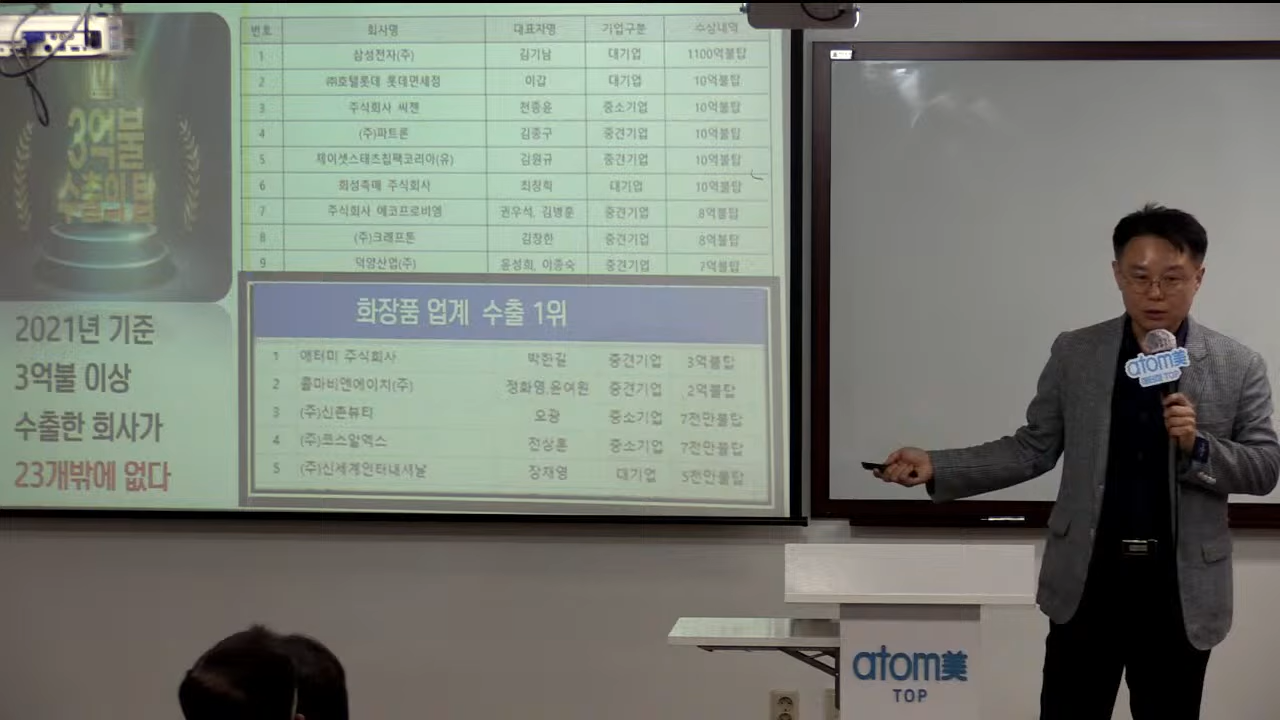 3억불
수출의 탑
2021년 기준
3억불 이상
수출한 회사가
23개밖에 없다
번호 회사명 대표자명 기업구분 수상내역
1 삼성전자(주) 김기남 대기업 1100억불탑
2 ㈜호텔롯데 롯데면세점 이갑 대기업 10억불탑
3 주식회사 씨젠 천종윤 중소기업 10억불탑
4 (주)파트론 김종구 중견기업 10억불탑
5 제이셋스태츠칩팩코리아(유) 김원규 중견기업 10억불탑
6 희성촉매 주식회사 최창학 대기업 10억불탑
7 주식회사 에코프로비엠 권우석, 김병훈 중견기업 8억불탑
8 (주)크래프톤 김창한 중견기업 8억불탑
9 덕양산업(주) 윤성희, 이종숙 중견기업 7억불탑
화장품 업계 수출 1위
1 애터미 주식회사 박한길 중견기업 3억불탑
2 콜마비앤에이치(주) 정화영,윤여원 중견기업 2억불탑
3 (주)신존뷰티 오광 중소기업 7천만불탑
4 (주)코스알엑스 전상훈 중소기업 7천만불탑
5 (주)신세계인터내셔날 장재영 대기업 5천만불탑
atom美
애터미 TOP
atom美
TOP